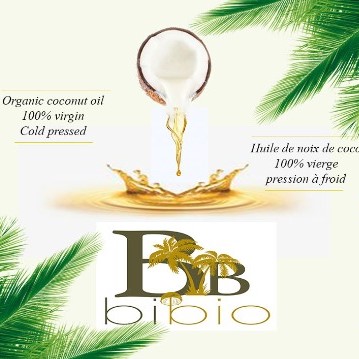 Organic coconut oil
100% virgin
Cold pressed
Huile de noix de coco
100% vierge
pression à froid
BB
bibio